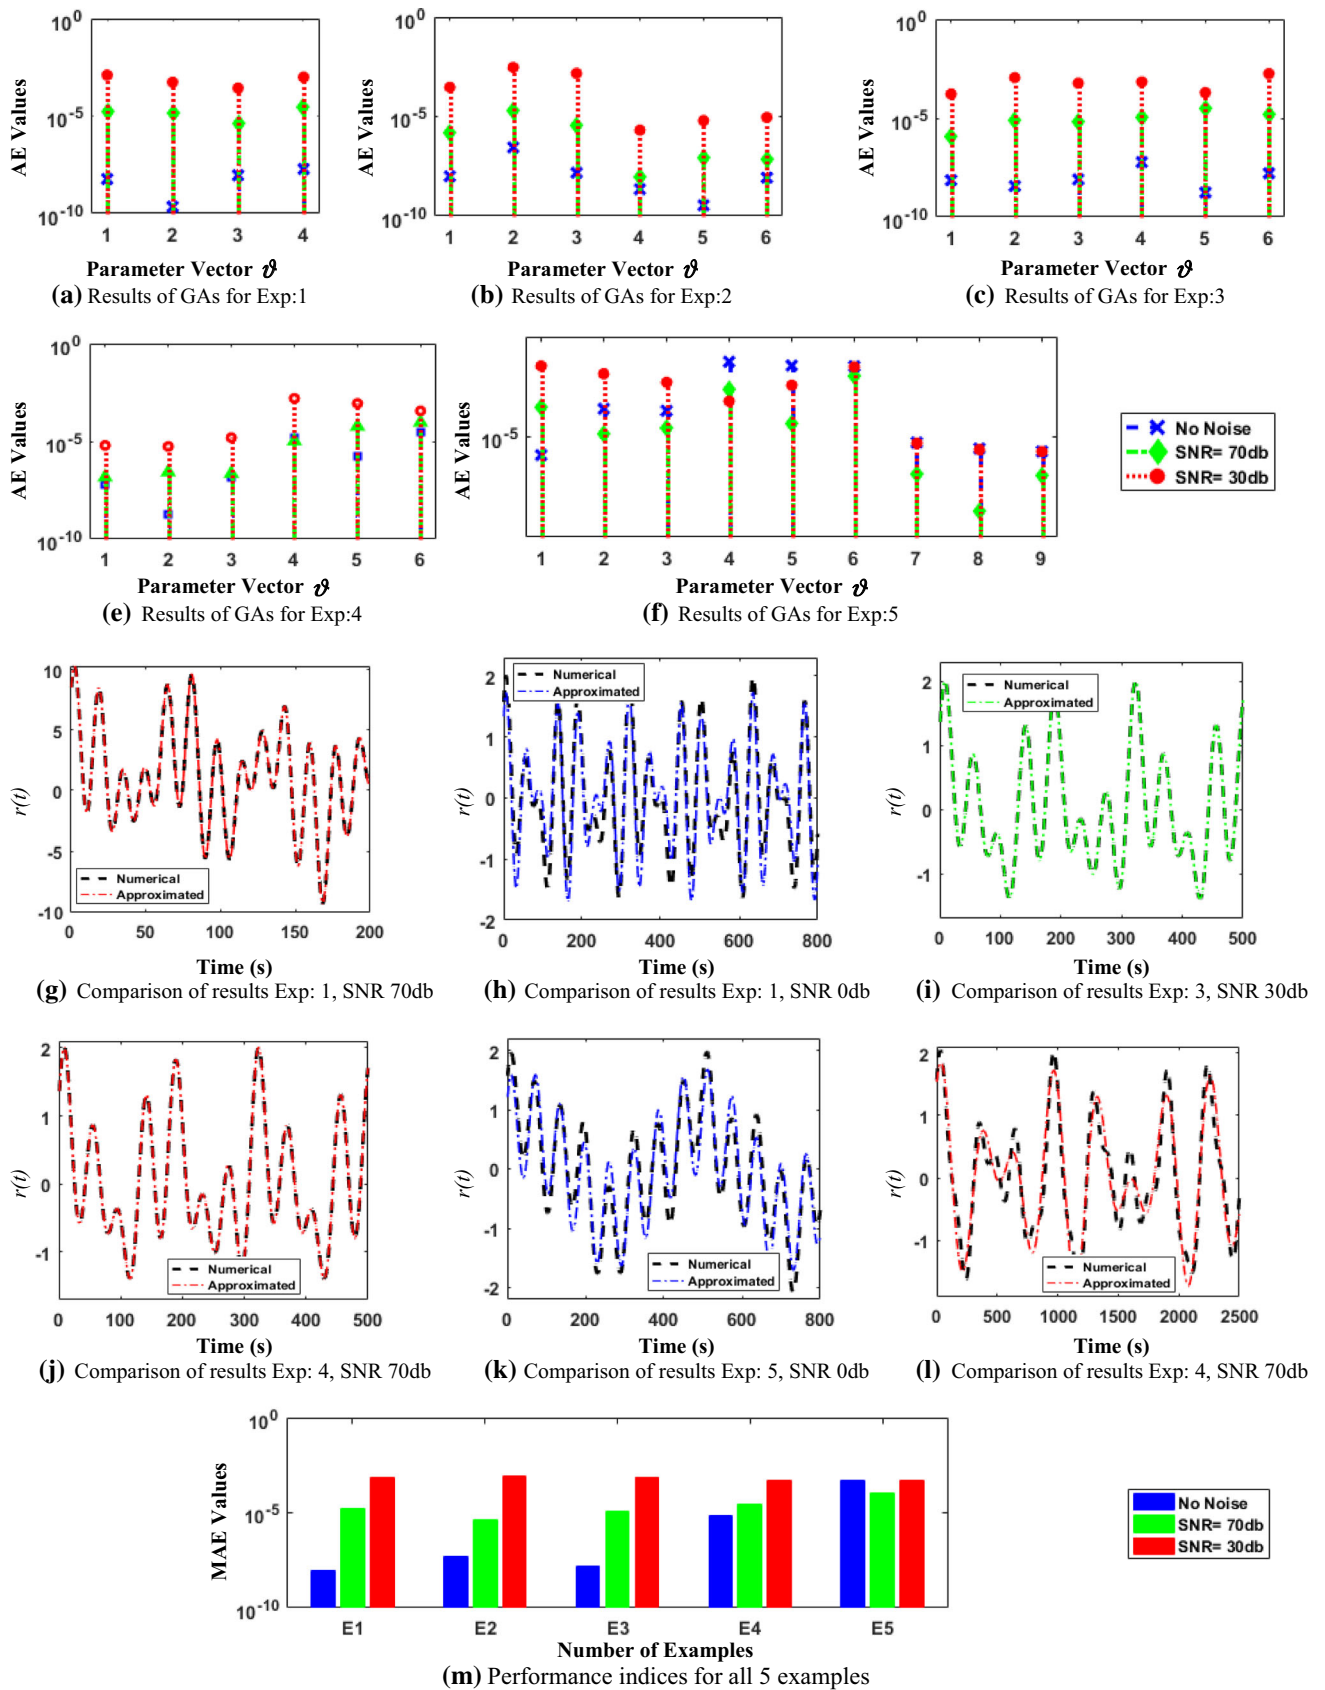 10^0
10^-5
10^-10
AE Values
1 2 3 4
Parameter Vector ϑ
(a) Results of GAs for Exp:1
10^0
10^-5
10^-10
AE Values
1 2 3 4 5 6
Parameter Vector ϑ
(b) Results of GAs for Exp:2
10^0
10^-5
10^-10
AE Values
1 2 3 4 5 6
Parameter Vector ϑ
(c) Results of GAs for Exp:3
10^0
10^-5
10^-10
AE Values
1 2 3 4 5 6
Parameter Vector ϑ
(e) Results of GAs for Exp:4
10^-5
AE Values
1 2 3 4 5 6 7 8 9
Parameter Vector ϑ
(f) Results of GAs for Exp:5
No Noise
SNR= 70db
SNR= 30db
10
5
0
-5
-10
r(t)
Numerical
Approximated
0 50 100 150 200
Time (s)
(g) Comparison of results Exp: 1, SNR 70db
2
1
0
-1
-2
r(t)
Numerical
Approximated
0 200 400 600 800
Time (s)
(h) Comparison of results Exp: 1, SNR 0db
2
1
0
-1
r(t)
Numerical
Approximated
0 100 200 300 400 500
Time (s)
(i) Comparison of results Exp: 3, SNR 30db
2
1
0
-1
r(t)
Numerical
Approximated
0 100 200 300 400 500
Time (s)
(j) Comparison of results Exp: 4, SNR 70db
2
1
0
-1
-2
r(t)
Numerical
Approximated
0 200 400 600 800
Time (s)
(k) Comparison of results Exp: 5, SNR 0db
2
1
0
-1
r(t)
Numerical
Approximated
0 500 1000 1500 2000 2500
Time (s)
(l) Comparison of results Exp: 4, SNR 70db
10^0
10^-5
10^-10
MAE Values
E1 E2 E3 E4 E5
Number of Examples
No Noise
SNR= 70db
SNR= 30db
(m) Performance indices for all 5 examples